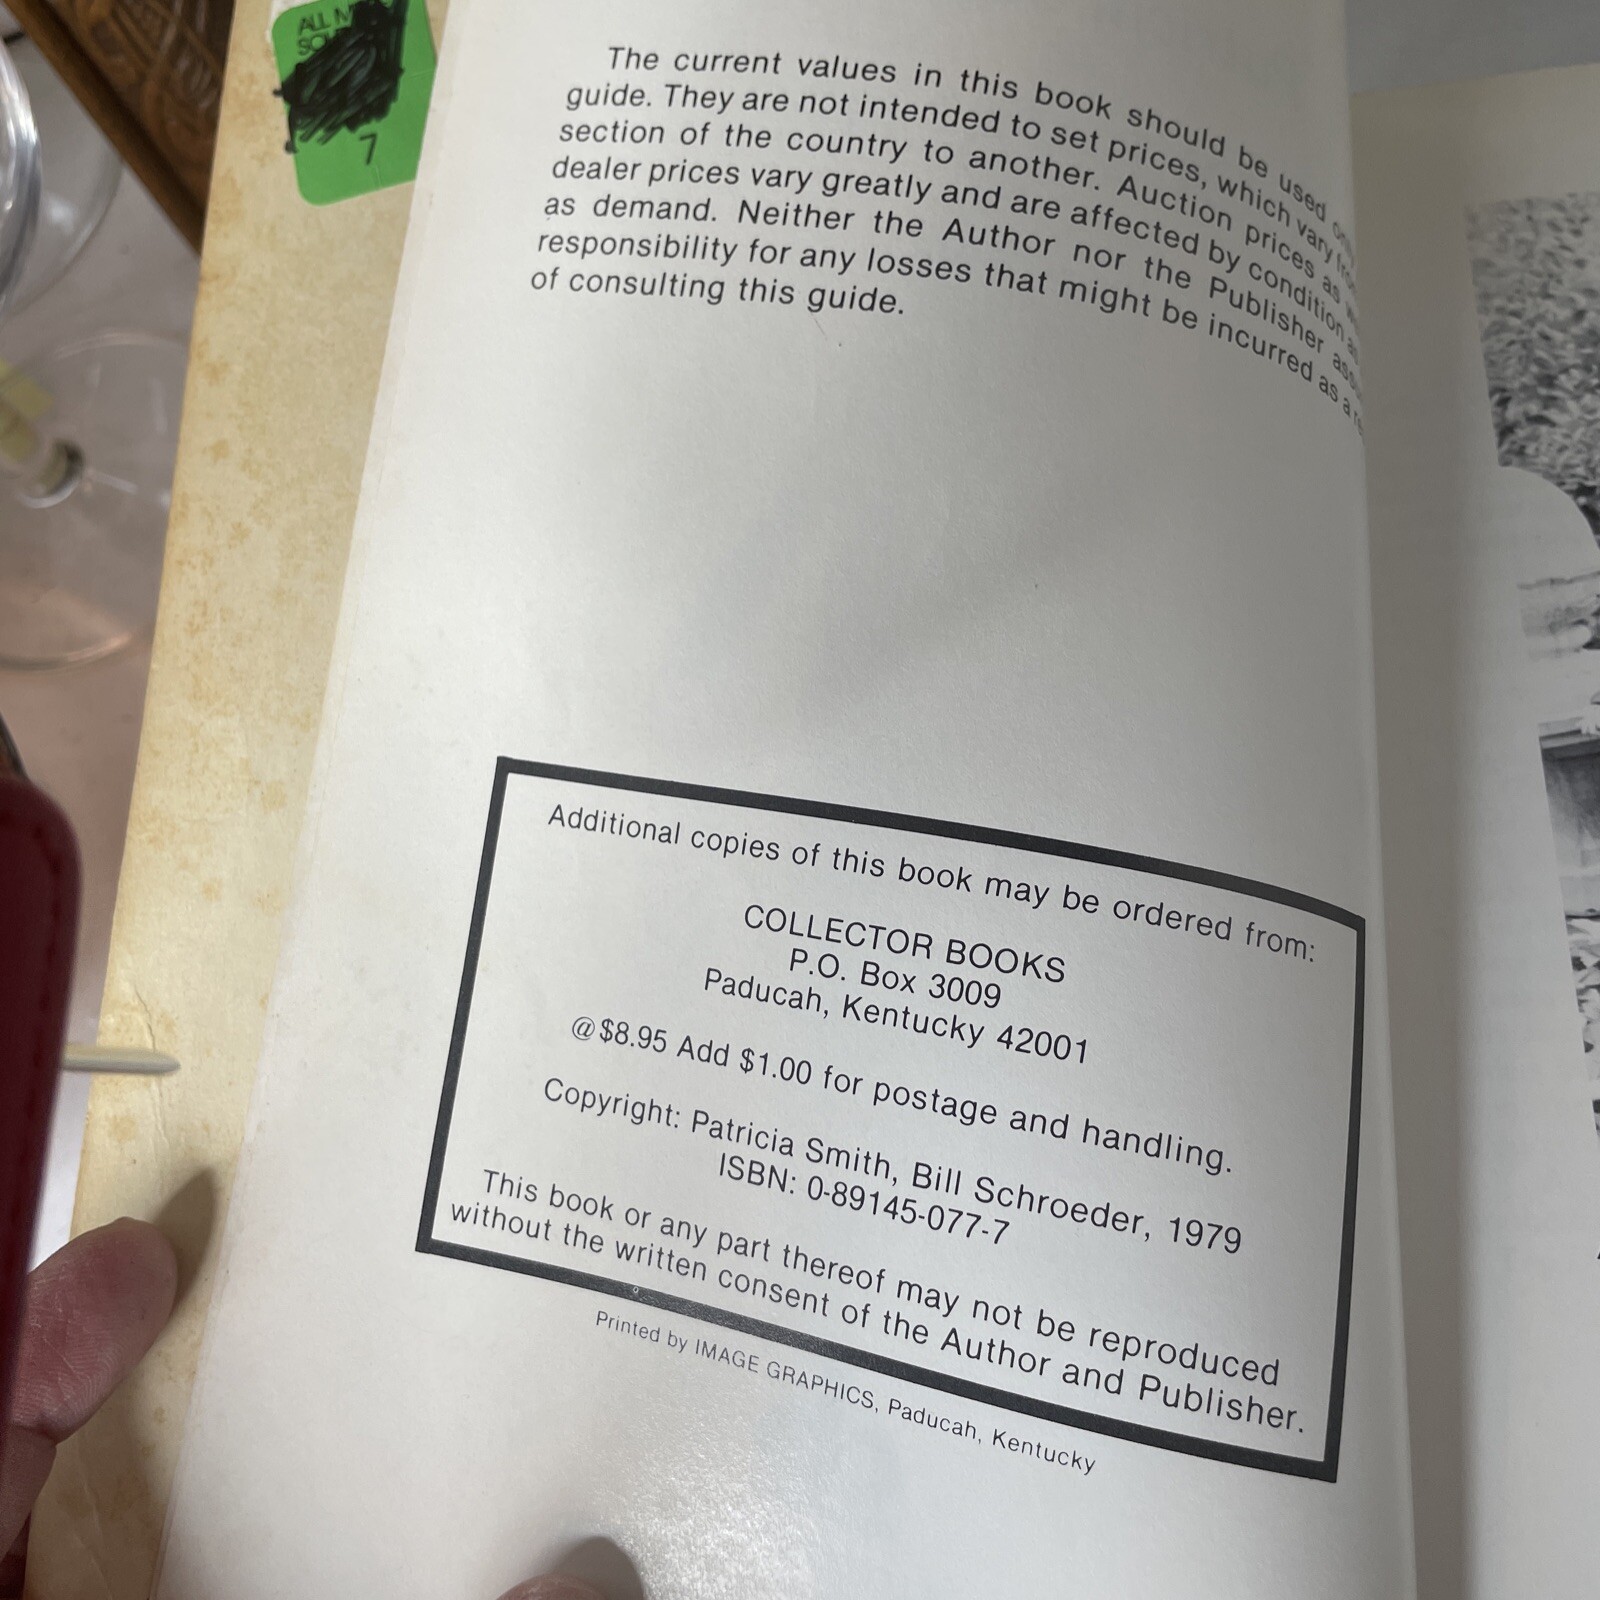 ALL
7
The current values in this book should be used
guide. They are not intended to set prices, which vary
section of the country to another. Auction prices as
dealer prices vary greatly and are affected by condition
as demand. Neither the Author nor the Publisher
responsibility for any losses that might be incurred as a
of consulting this guide.
Additional copies of this book may be ordered from:
COLLECTOR BOOKS
P.O. Box 3009
Paducah, Kentucky 42001
@$8.95 Add $1.00 for postage and handling.
Copyright: Patricia Smith, Bill Schroeder, 1979
ISBN: 0-89145-077-7
This book or any part thereof may not be reproduced
without the written consent of the Author and Publisher.
Printed by IMAGE GRAPHICS, Paducah, Kentucky